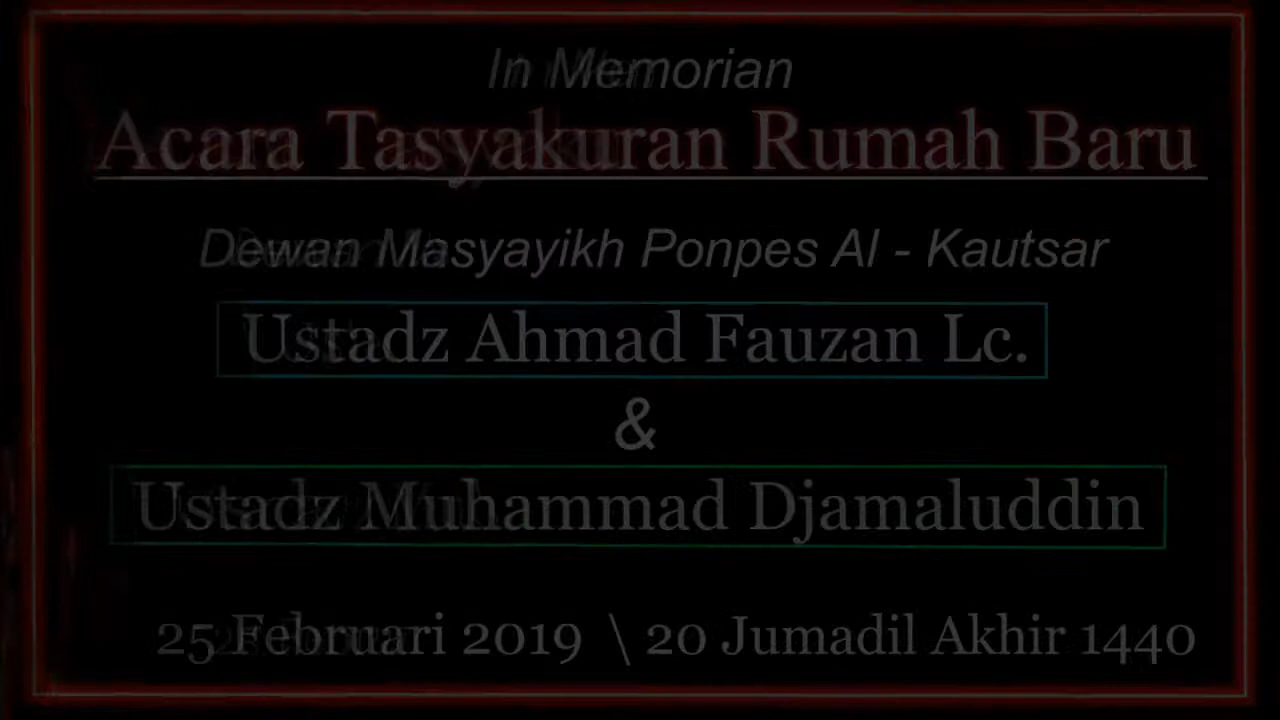 In Memorian
Acara Tasyakuran Rumah Baru
Dewan Masyayikh Ponpes Al - Kautsar
Ustadz Ahmad Fauzan Lc.
&
Ustadz Muhammad Djamaluddin
25 Februari 2019 \ 20 Jumadil Akhir 1440